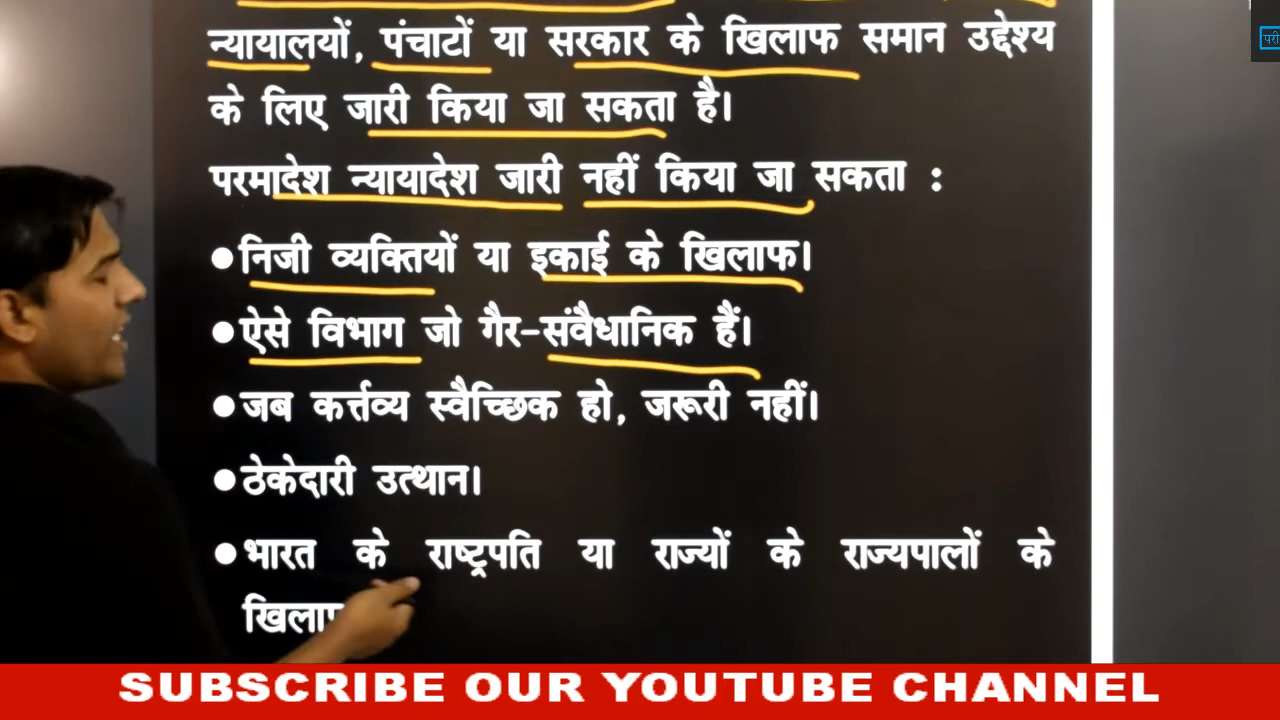 न्यायालयों, पंचाटों या सरकार के खिलाफ समान उद्देश्य
के लिए जारी किया जा सकता है।
परमादेश न्यायादेश जारी नहीं किया जा सकता :
●निजी व्यक्तियों या इकाई के खिलाफ।
●ऐसे विभाग जो गैर-संवैधानिक हैं।
●जब कर्त्तव्य स्वैच्छिक हो, जरूरी नहीं।
●ठेकेदारी उत्थान।
●भारत के राष्ट्रपति या राज्यों के राज्यपालों के
SUBSCRIBE OUR YOUTUBE CHANNEL